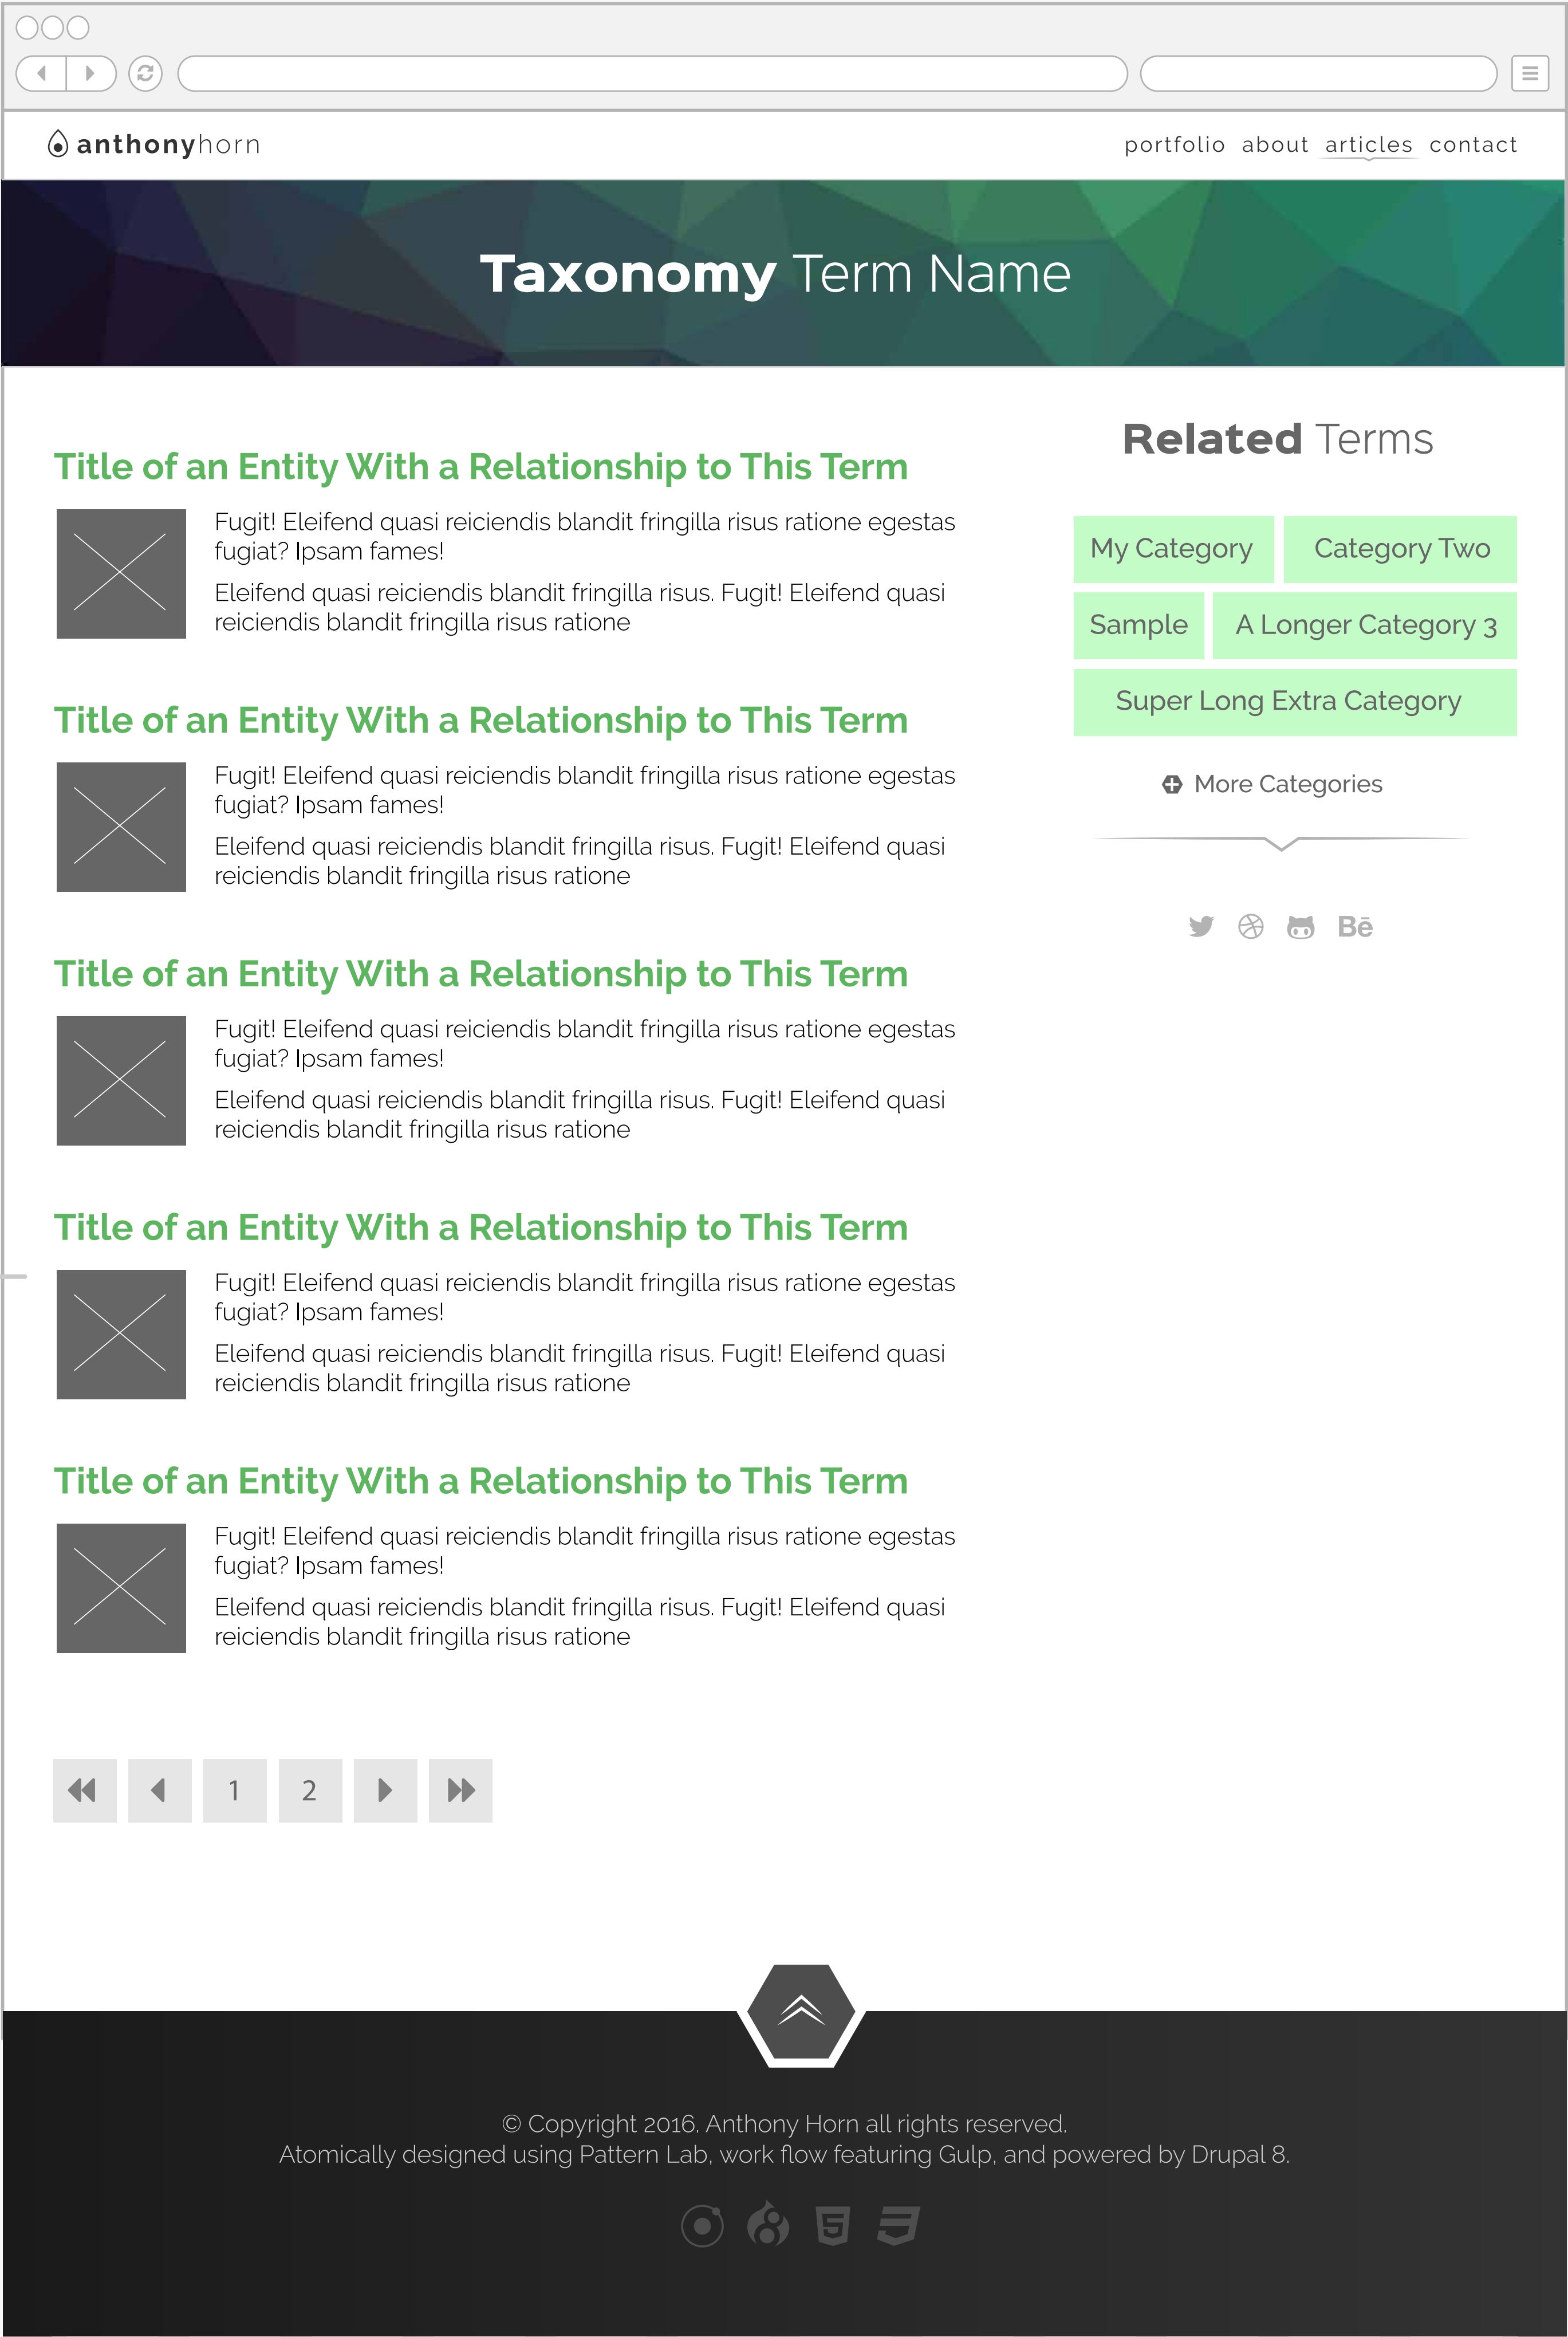 anthonyhorn
portfolio about articles contact
Taxonomy Term Name
Title of an Entity With a Relationship to This Term
Fugit! Eleifend quasi reiciendis blandit fringilla risus ratione egestas
fugiat? Ipsam fames!
Eleifend quasi reiciendis blandit fringilla risus. Fugit! Eleifend quasi
reiciendis blandit fringilla risus ratione
Title of an Entity With a Relationship to This Term
Fugit! Eleifend quasi reiciendis blandit fringilla risus ratione egestas
fugiat? Ipsam fames!
Eleifend quasi reiciendis blandit fringilla risus. Fugit! Eleifend quasi
reiciendis blandit fringilla risus ratione
Title of an Entity With a Relationship to This Term
Fugit! Eleifend quasi reiciendis blandit fringilla risus ratione egestas
fugiat? Ipsam fames!
Eleifend quasi reiciendis blandit fringilla risus. Fugit! Eleifend quasi
reiciendis blandit fringilla risus ratione
Title of an Entity With a Relationship to This Term
Fugit! Eleifend quasi reiciendis blandit fringilla risus ratione egestas
fugiat? Ipsam fames!
Eleifend quasi reiciendis blandit fringilla risus. Fugit! Eleifend quasi
reiciendis blandit fringilla risus ratione
Title of an Entity With a Relationship to This Term
Fugit! Eleifend quasi reiciendis blandit fringilla risus ratione egestas
fugiat? Ipsam fames!
Eleifend quasi reiciendis blandit fringilla risus. Fugit! Eleifend quasi
reiciendis blandit fringilla risus ratione
1 2
Related Terms
My Category Category Two
Sample A Longer Category 3
Super Long Extra Category
More Categories
Bē
© Copyright 2016. Anthony Horn all rights reserved.
Atomically designed using Pattern Lab, work flow featuring Gulp, and powered by Drupal 8.